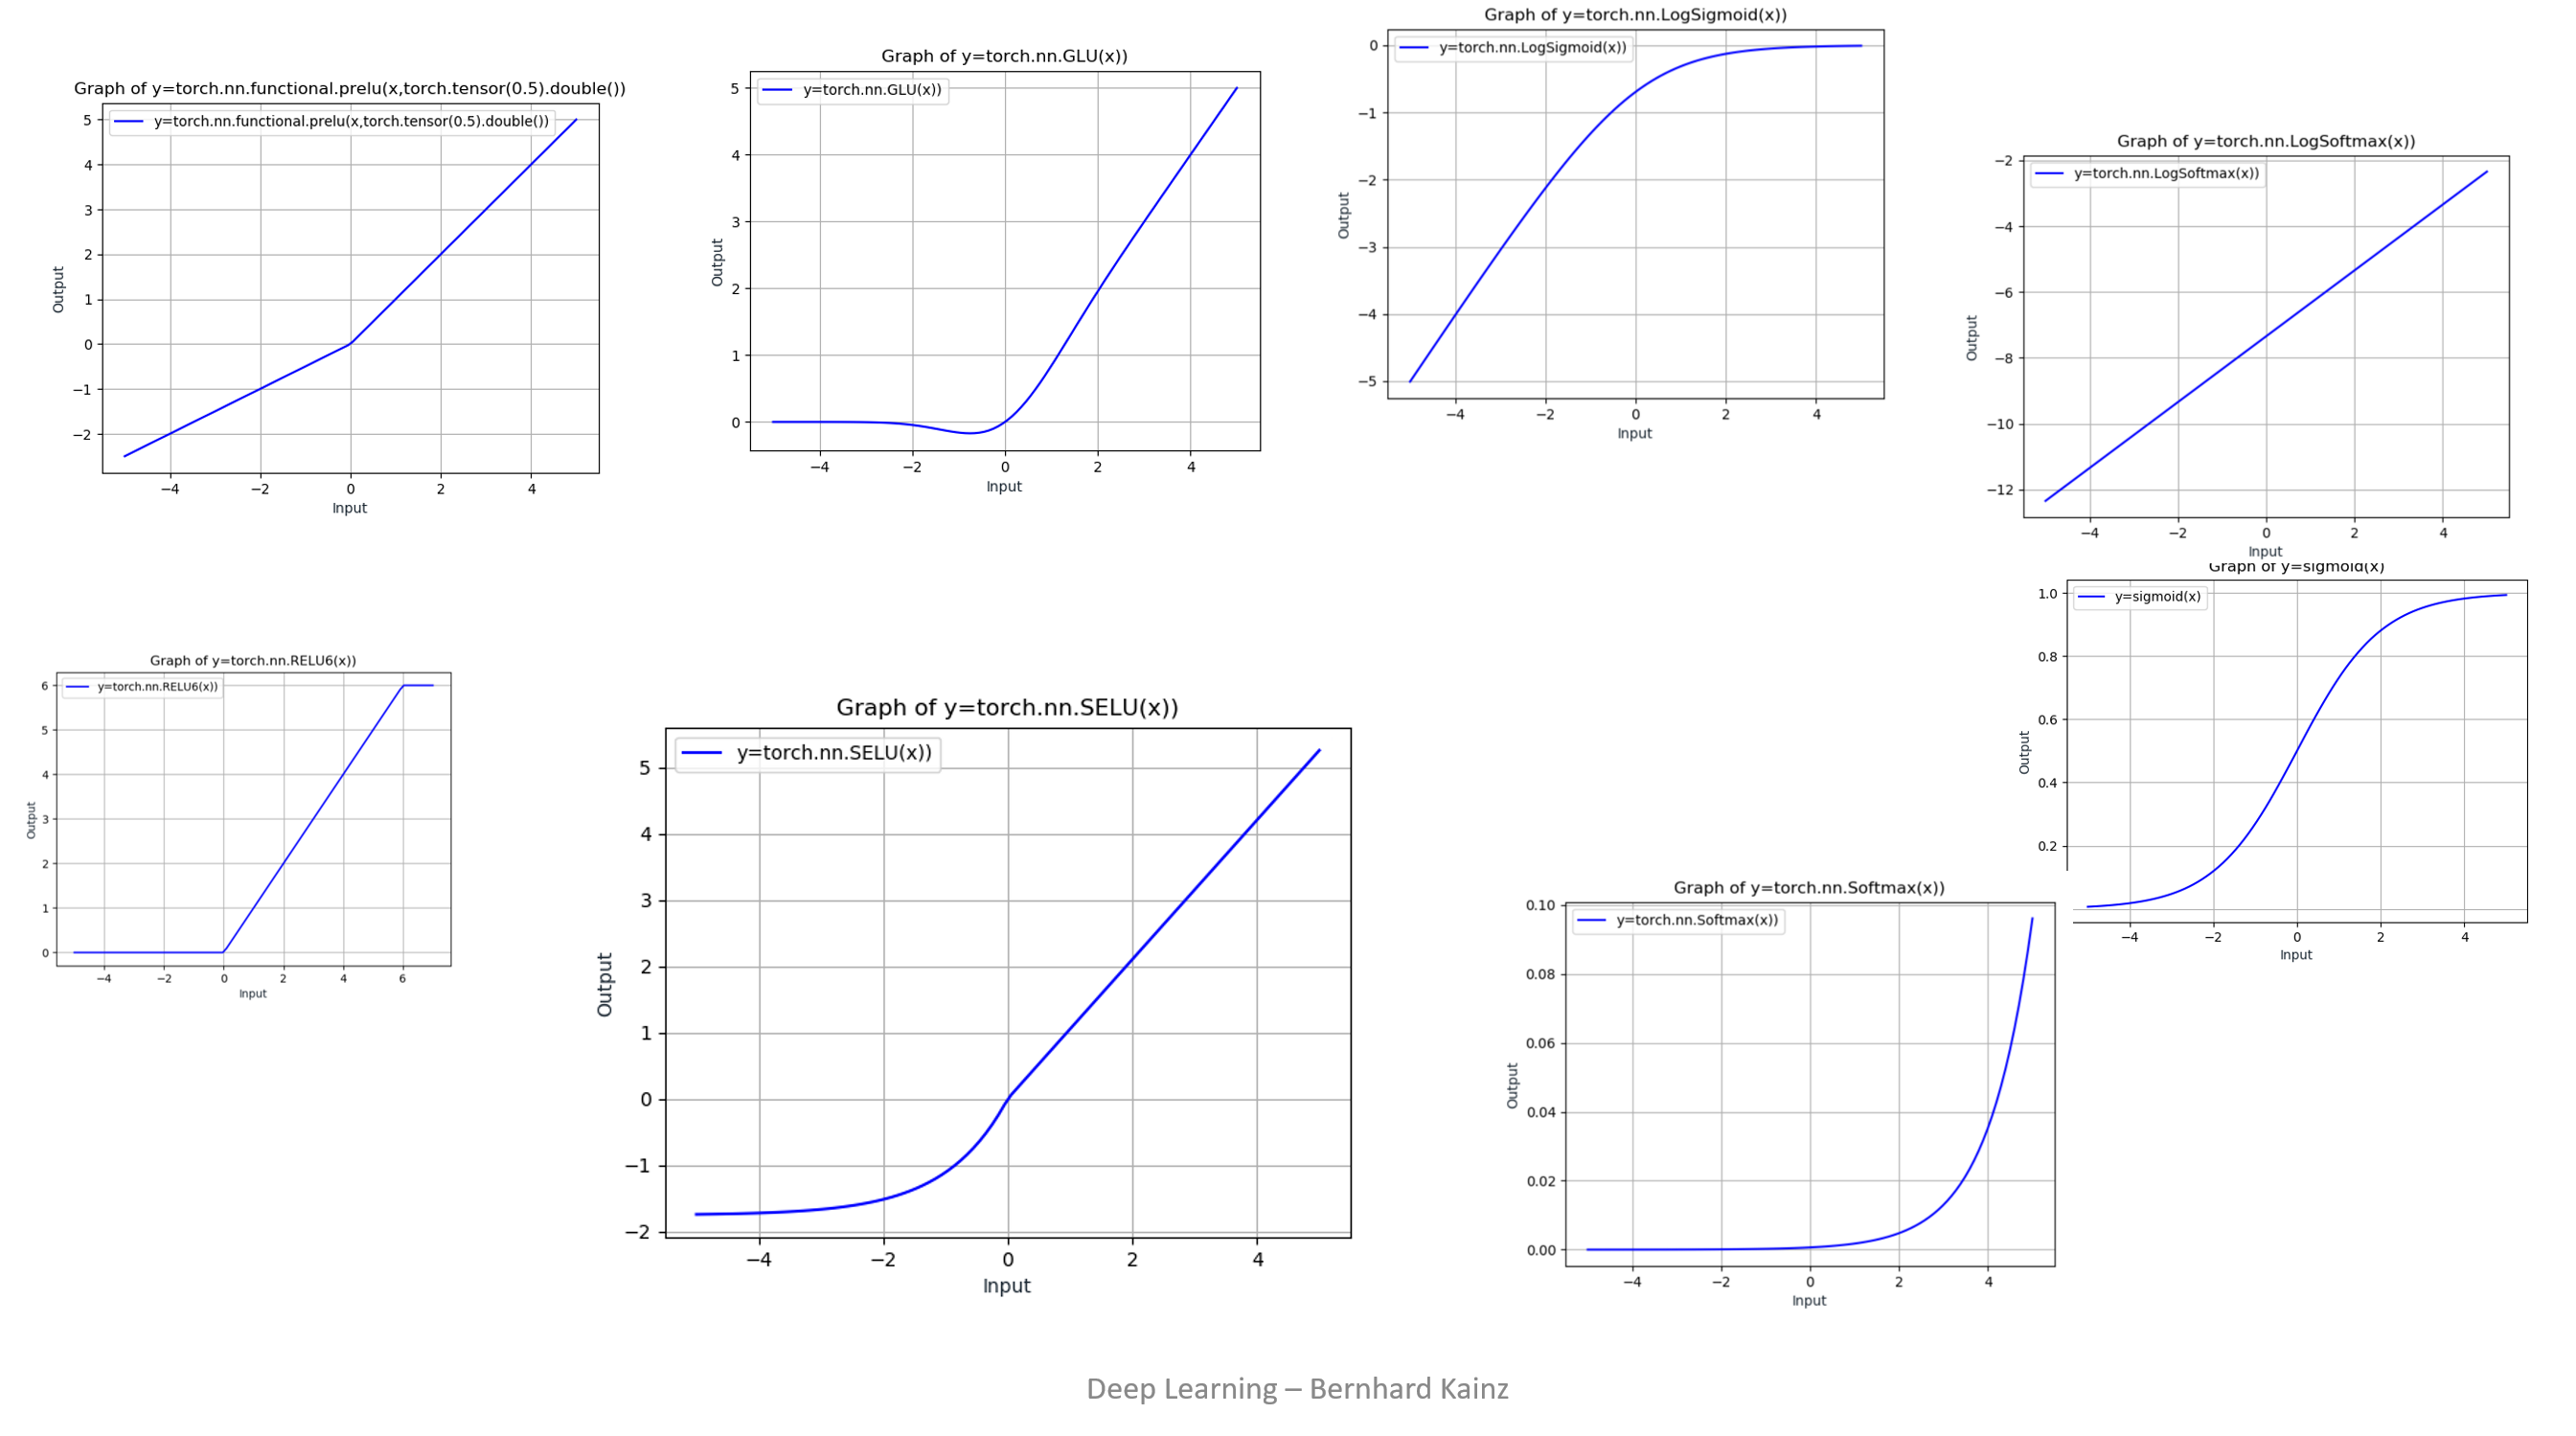 Graph of y=torch.nn.functional.prelu(x,torch.tensor(0.5).double())
y=torch.nn.functional.prelu(x,torch.tensor(0.5).double())
5
4
3
2
1
0
−1
−2
Output
−4 −2 0 2 4
Input
Graph of y=torch.nn.GLU(x))
y=torch.nn.GLU(x))
5
4
3
2
1
0
Output
−4 −2 0 2 4
Input
Graph of y=torch.nn.LogSigmoid(x))
y=torch.nn.LogSigmoid(x))
0
−1
−2
−3
−4
−5
Output
−4 −2 0 2 4
Input
Graph of y=torch.nn.LogSoftmax(x))
y=torch.nn.LogSoftmax(x))
−2
−4
−6
−8
−10
−12
Output
−4 −2 0 2 4
Input
Graph of y=torch.nn.RELU6(x))
y=torch.nn.RELU6(x))
6
5
4
3
2
1
0
Output
−4 −2 0 2 4 6
Input
Graph of y=torch.nn.SELU(x))
y=torch.nn.SELU(x))
5
4
3
2
1
0
−1
−2
Output
−4 −2 0 2 4
Input
Graph of y=torch.nn.Softmax(x))
y=torch.nn.Softmax(x))
0.10
0.08
0.06
0.04
0.02
0.00
Output
−4 −2 0 2 4
Input
Graph of y=sigmoid(x)
y=sigmoid(x)
1.0
0.8
0.6
0.4
0.2
Output
−4 −2 0 2 4
Input
Deep Learning – Bernhard Kainz